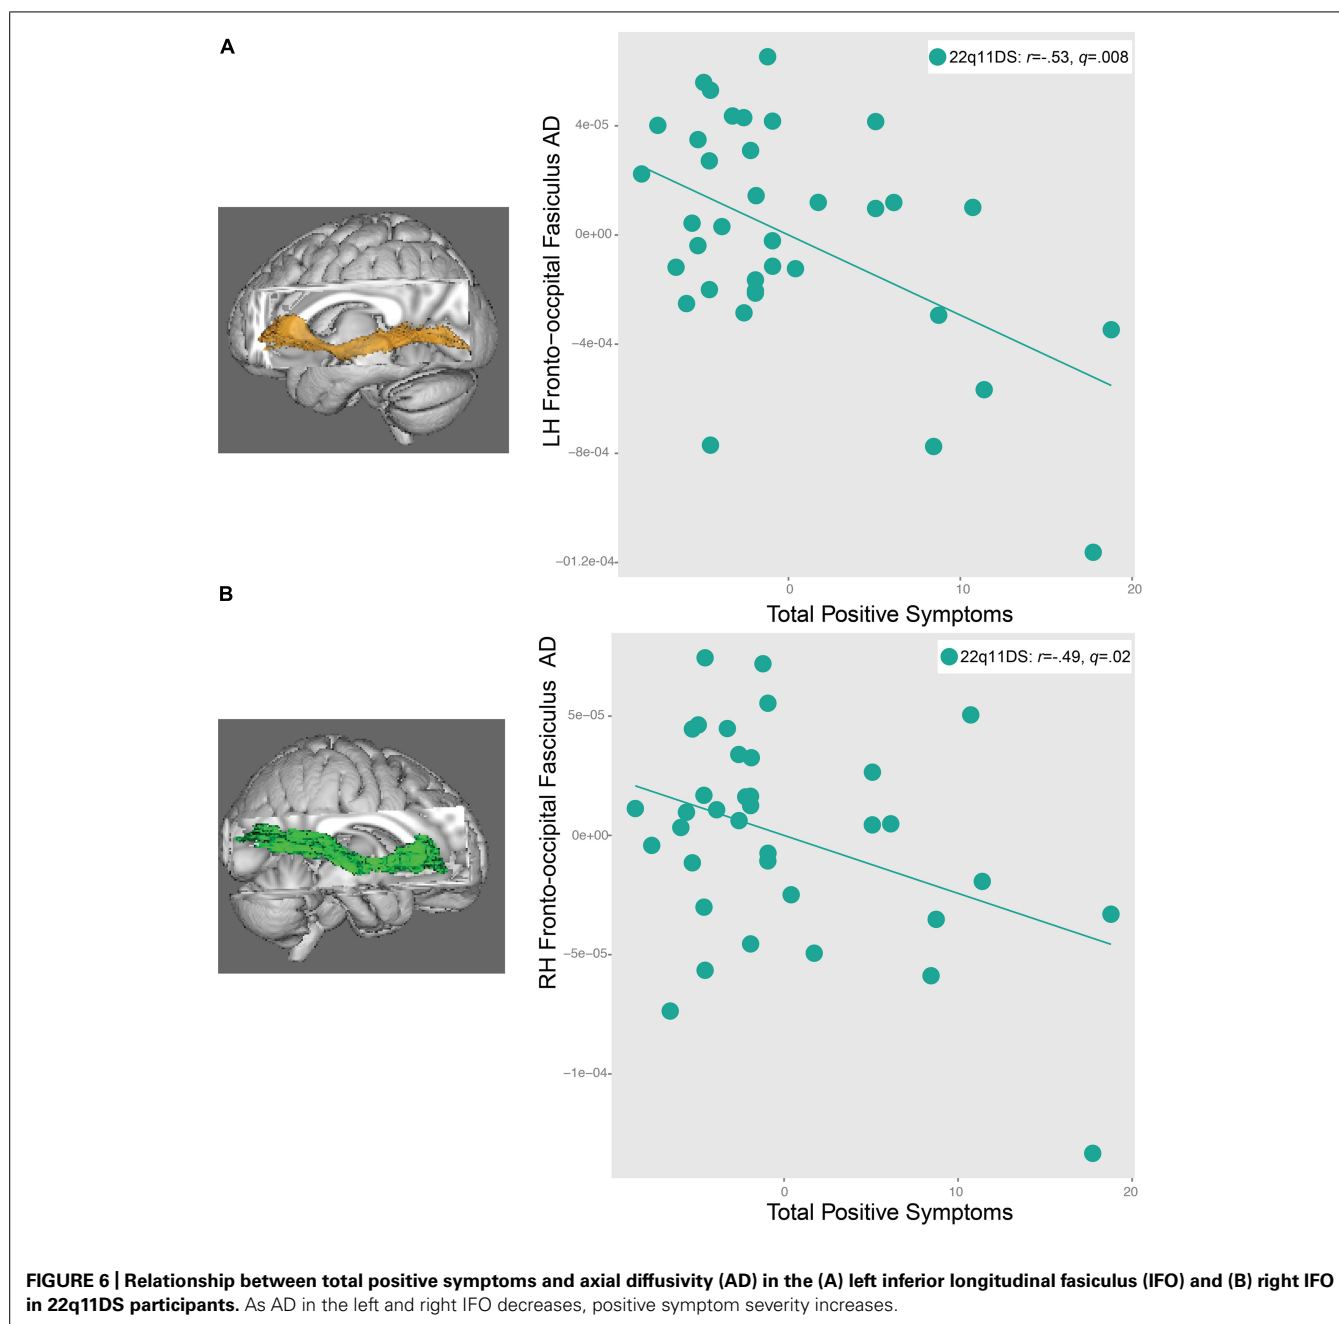 A
22q11DS: r=-.53, q=.008
LH Fronto−occpital Fasiculus AD
4e−05
0e+00
−4e−04
−8e−04
−01.2e−04
0
10
20
Total Positive Symptoms
B
22q11DS: r=-.49, q=.02
RH Fronto-occipital Fasciculus AD
5e−05
0e+00
−5e−05
−1e−04
0
10
20
Total Positive Symptoms
FIGURE 6 | Relationship between total positive symptoms and axial diffusivity (AD) in the (A) left inferior longitudinal fasiculus (IFO) and (B) right IFO
in 22q11DS participants. As AD in the left and right IFO decreases, positive symptom severity increases.